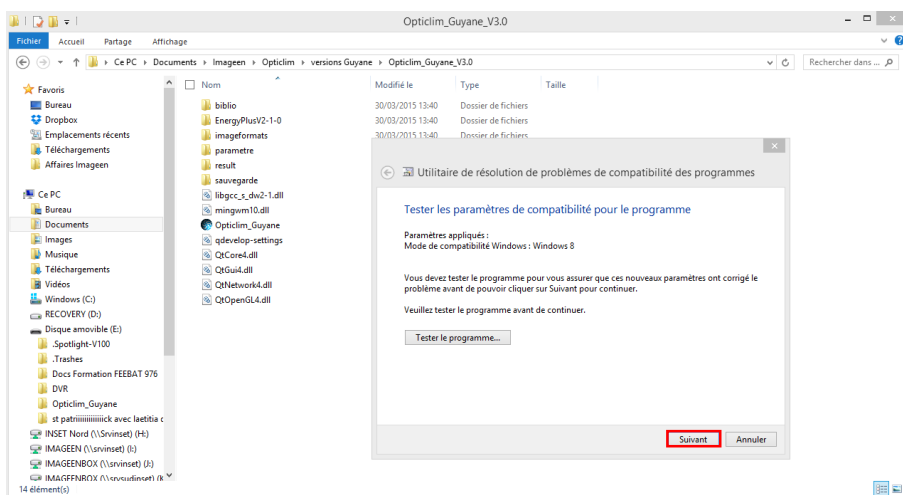 Opticlim_Guyane_V3.0
Fichier Accueil Partage Affichage
Ce PC Documents Imageen Opticlim versions Guyane Opticlim_Guyane_V3.0
Rechercher dans ...
Favoris
Bureau
Dropbox
Emplacements récents
Téléchargements
Affaires Imageen
Ce PC
Bureau
Documents
Images
Musique
Téléchargements
Vidéos
Windows (C:)
RECOVERY (D:)
Disque amovible (E:)
.Spotlight-V100
.Trashes
Docs Formation FEEBAT 976
DVR
Opticlim_Guyane
st patriiiiiiiiiiiiick avec laetitia c
INSET Nord (\\Srvinset) (H:)
IMAGEEN (\\srvinset) (I:)
IMAGEENBOX (\\srvinset) (J:)
IMAGEENBOX (\\srvsudinset) (K
14 élément(s)
Nom Modifié le Type Taille
biblio 30/03/2015 13:40 Dossier de fichiers
EnergyPlusV2-1-0 30/03/2015 13:40 Dossier de fichiers
imageformats 30/03/2015 13:40 Dossier de fichiers
parametre
result
sauvegarde
libgcc_s_dw2-1.dll
mingwm10.dll
Opticlim_Guyane
qdevelop-settings
QtCore4.dll
QtGui4.dll
QtNetwork4.dll
QtOpenGL4.dll
Utilitaire de résolution de problèmes de compatibilité des programmes
Tester les paramètres de compatibilité pour le programme
Paramètres appliqués :
Mode de compatibilité Windows : Windows 8
Vous devez tester le programme pour vous assurer que ces nouveaux paramètres ont corrigé le
problème avant de pouvoir cliquer sur Suivant pour continuer.
Veuillez tester le programme avant de continuer.
Tester le programme...
Suivant Annuler